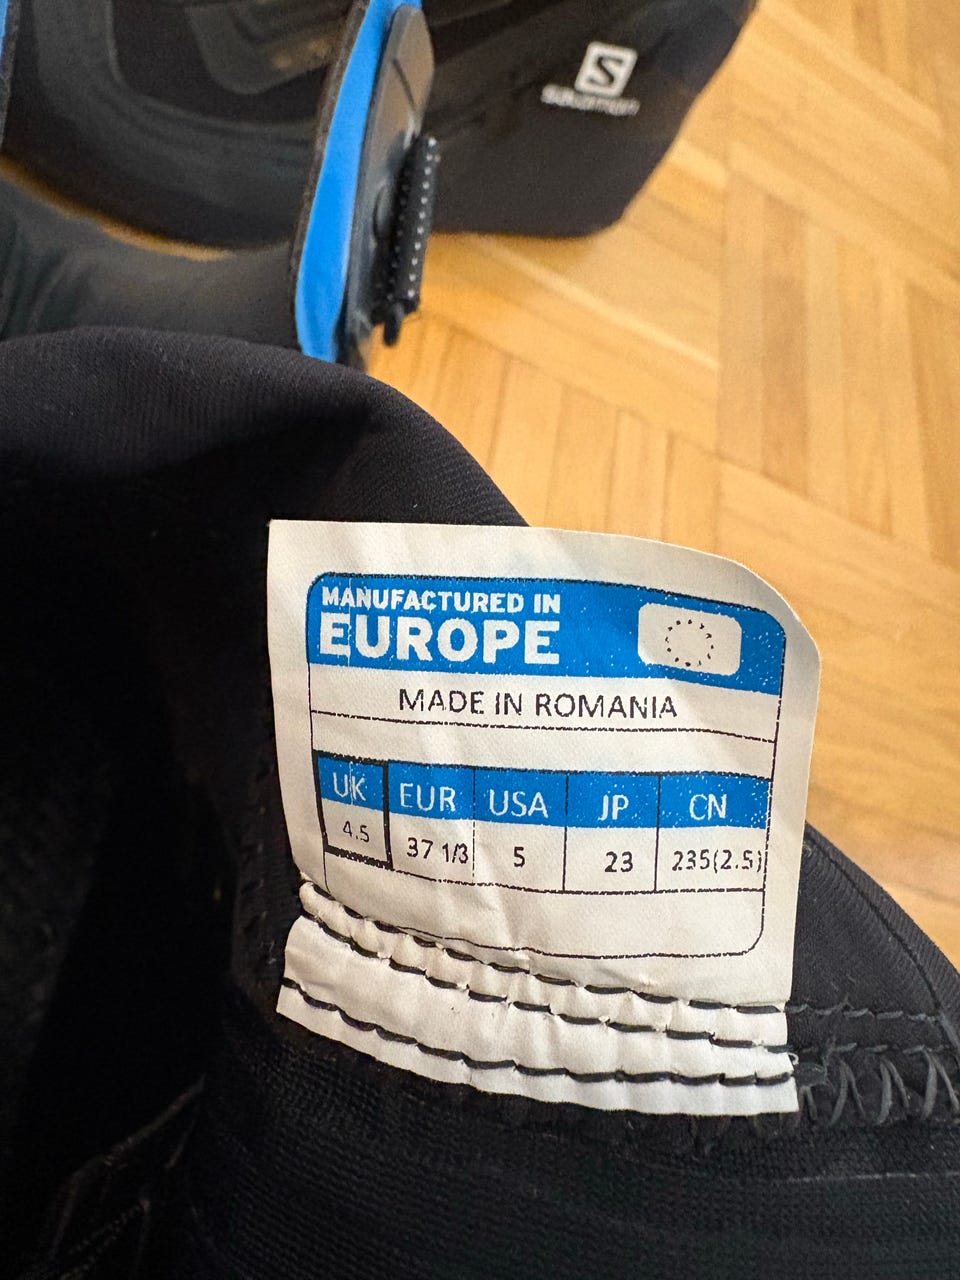 S
salomon
MANUFACTURED IN
EUROPE
MADE IN ROMANIA
UK EUR USA JP CN
4.5 37 1/3 5 23 235(2.5)